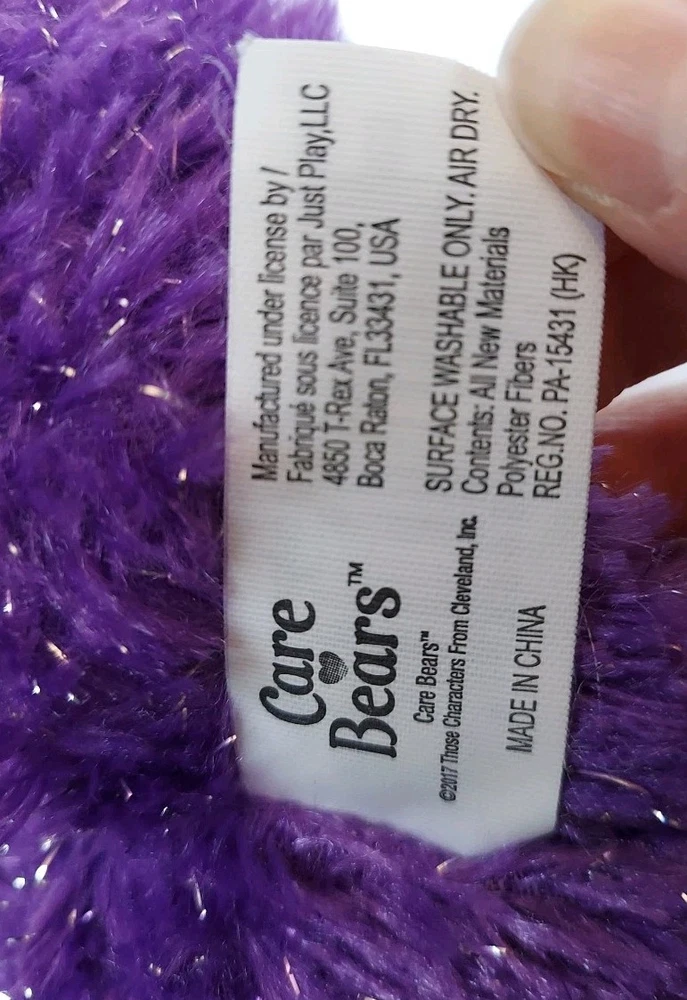 Care
Bears™
Care Bears™
©2017 Those Characters From Cleveland, Inc.
MADE IN CHINA
Manufactured under license by /
Fabriqué sous licence par Just Play,LLC
4850 T-Rex Ave, Suite 100,
Boca Raton, FL33431, USA
SURFACE WASHABLE ONLY. AIR DRY.
Contents: All New Materials
Polyester Fibers
REG.NO. PA-15431 (HK)